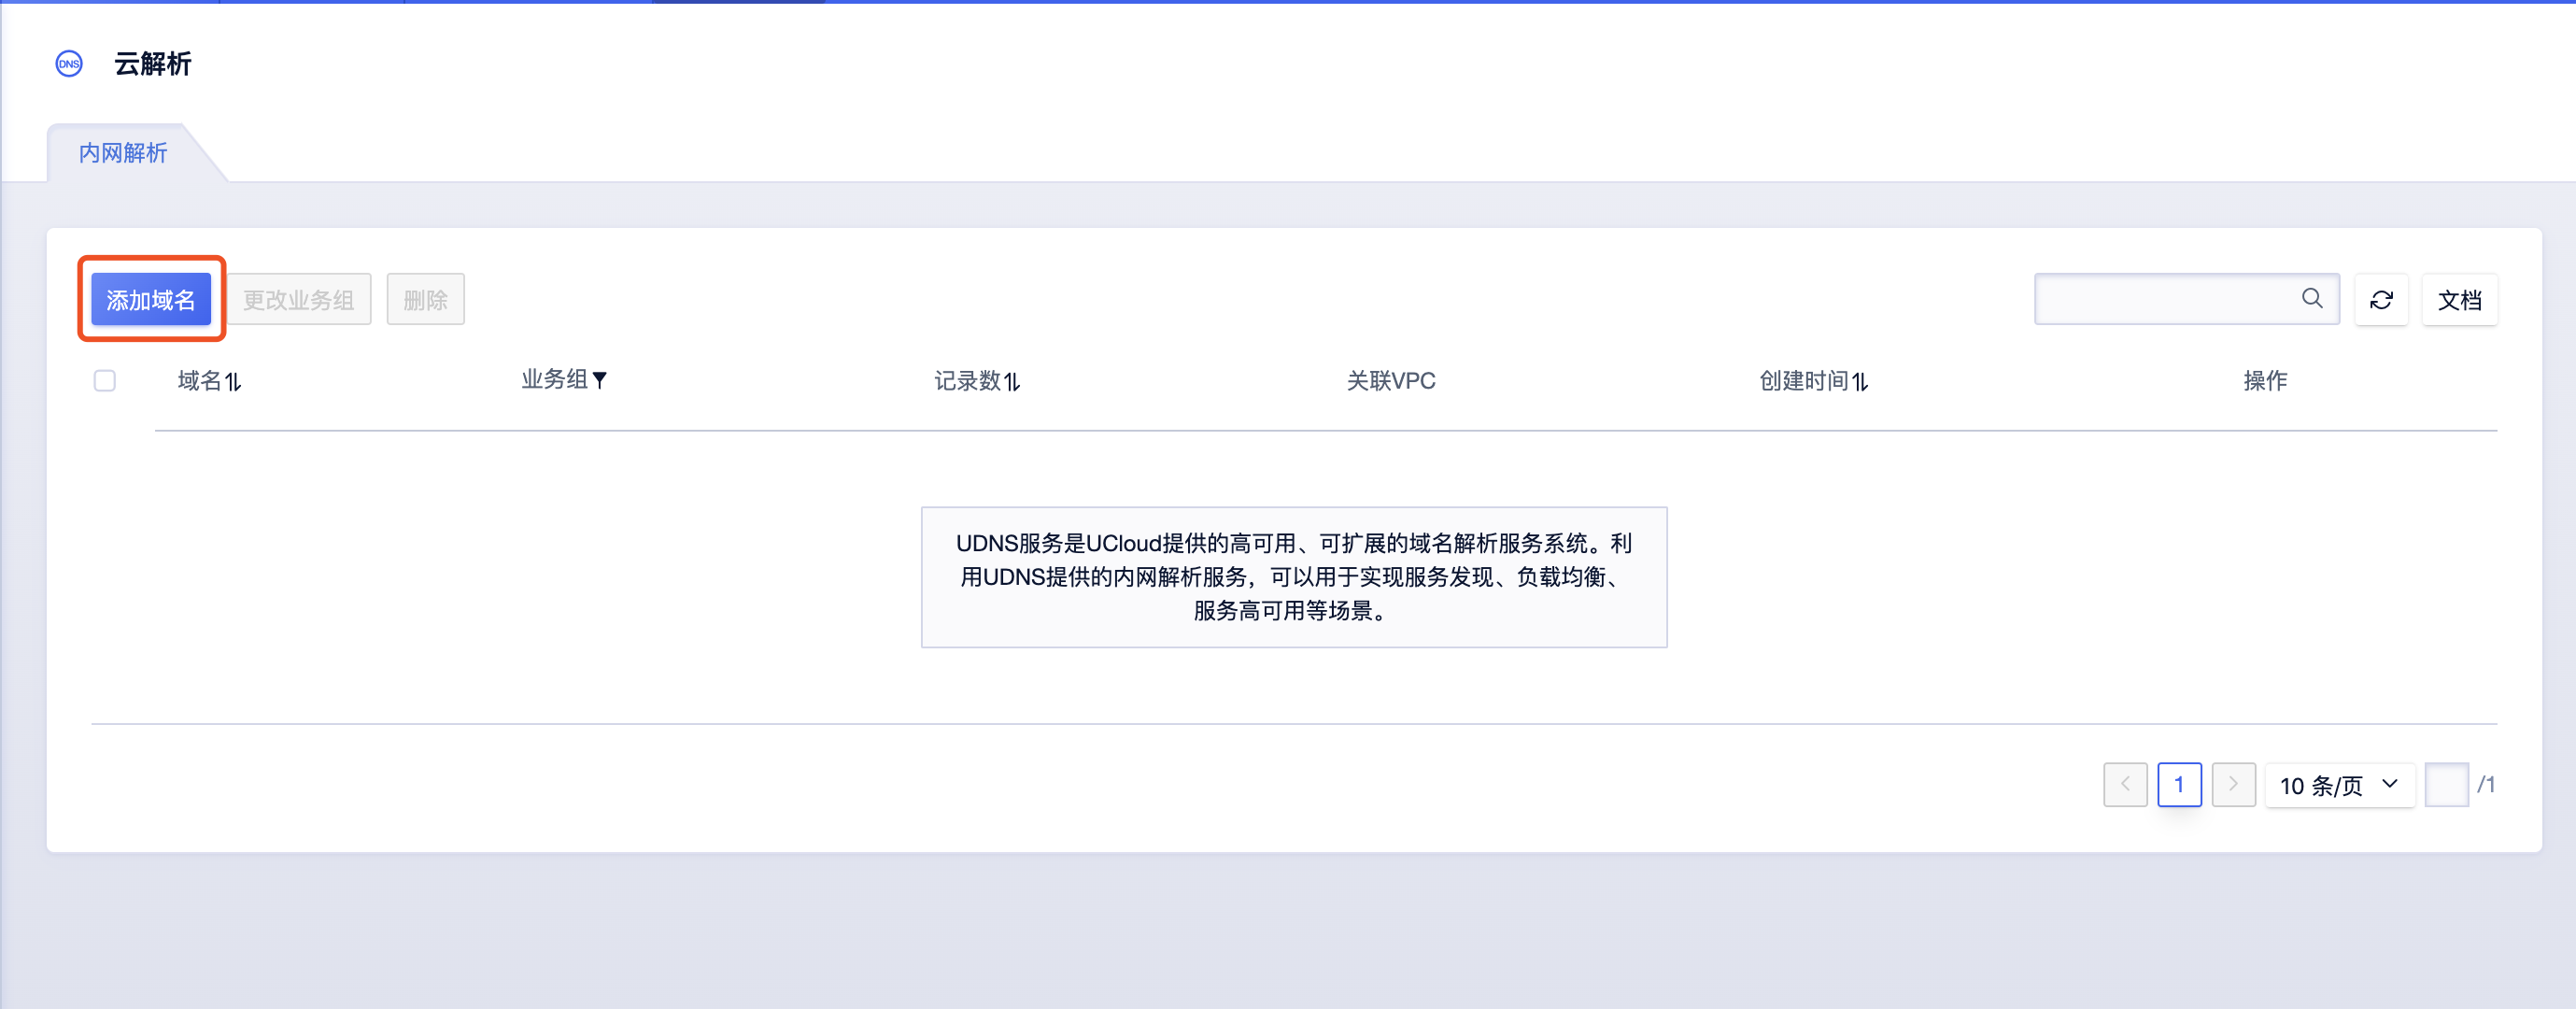 DNS 云解析
内网解析
添加域名 更改业务组 删除 文档
域名 业务组 记录数 关联VPC 创建时间 操作
UDNS服务是UCloud提供的高可用、可扩展的域名解析服务系统。利
用UDNS提供的内网解析服务，可以用于实现服务发现、负载均衡、
服务高可用等场景。
1 10 条/页 /1